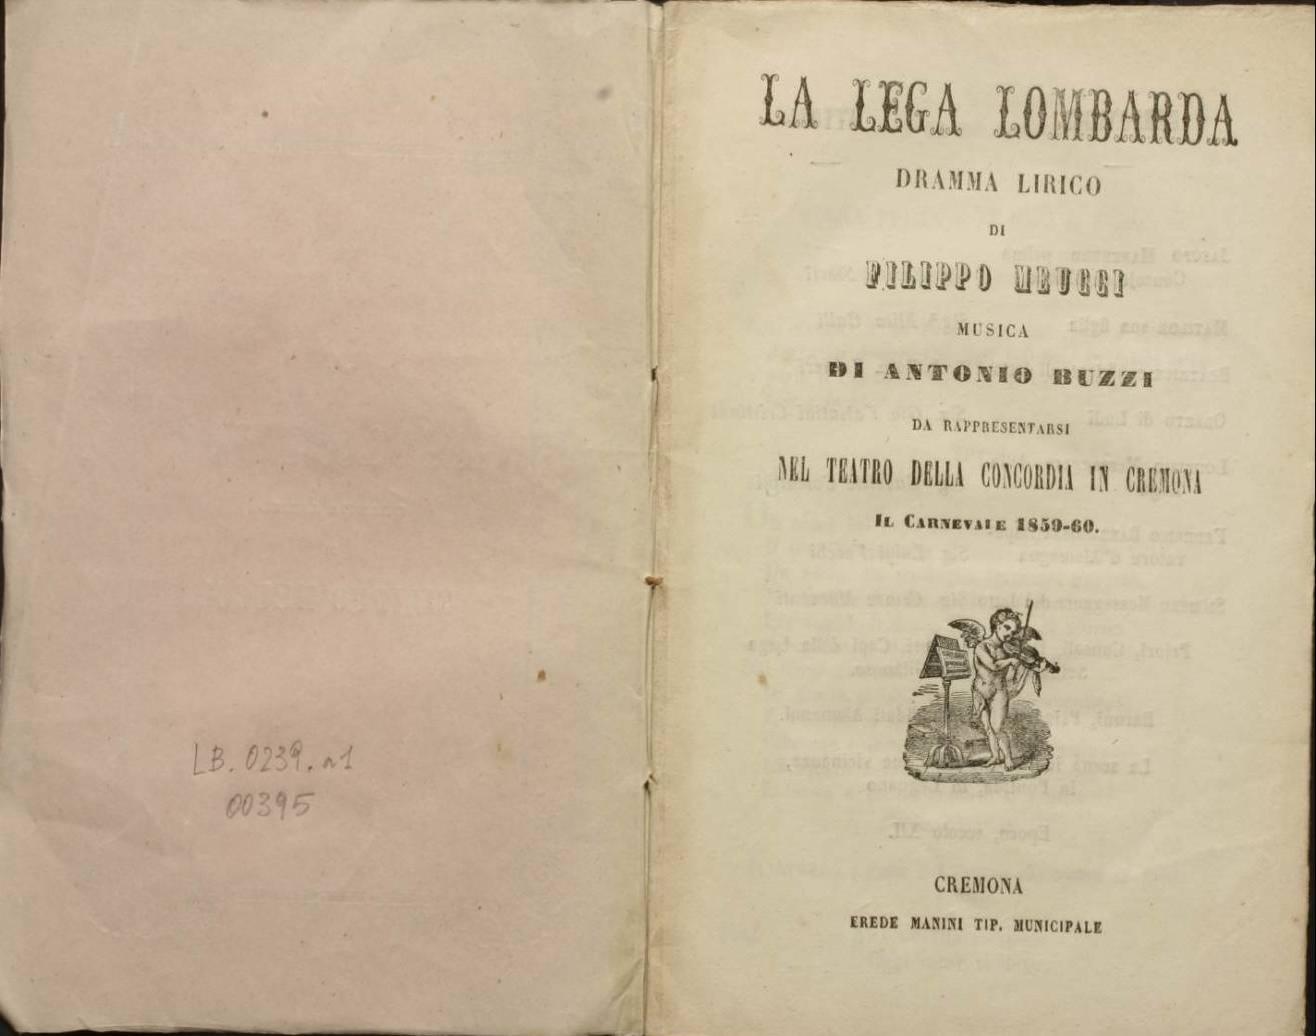 LB. 0239. a1
00395
LA LEGA LOMBARDA
DRAMMA LIRICO
DI
FILIPPO MEUCCI
MUSICA
DI ANTONIO BUZZI
DA RAPPRESENTARSI
NEL TEATRO DELLA CONCORDIA IN CREMONA
IL CARNEVALE 1859-60.
CREMONA
EREDE MANINI TIP. MUNICIPALE